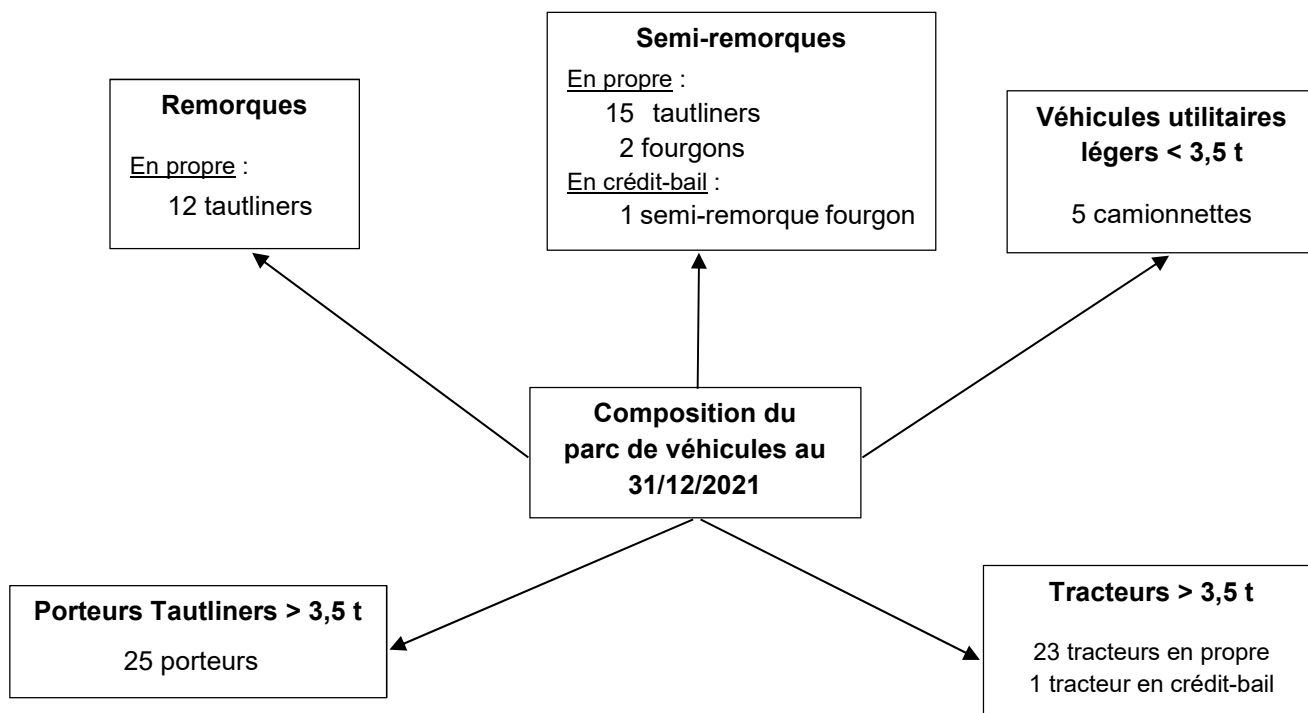 Semi-remorques
En propre :
15 tautliners
2 fourgons
En crédit-bail :
1 semi-remorque fourgon
Remorques
En propre :
12 tautliners
Véhicules utilitaires
légers < 3,5 t
5 camionnettes
Composition du
parc de véhicules au
31/12/2021
Porteurs Tautliners > 3,5 t
25 porteurs
Tracteurs > 3,5 t
23 tracteurs en propre
1 tracteur en crédit-bail